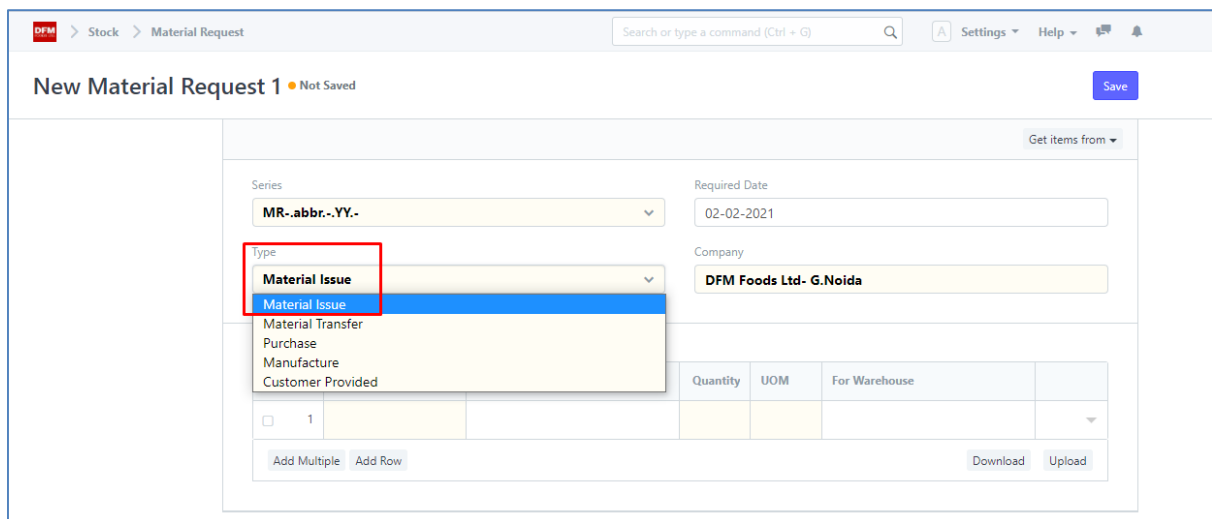 DFM > Stock > Material Request Search or type a command (Ctrl + G) A Settings Help
New Material Request 1 Not Saved Save
Get items from
Series Required Date
MR-.abbr.-.YY.- 02-02-2021
Type Company
Material Issue DFM Foods Ltd- G.Noida
Material Issue
Material Transfer
Purchase
Manufacture
Customer Provided
Quantity UOM For Warehouse
1
Add Multiple Add Row Download Upload